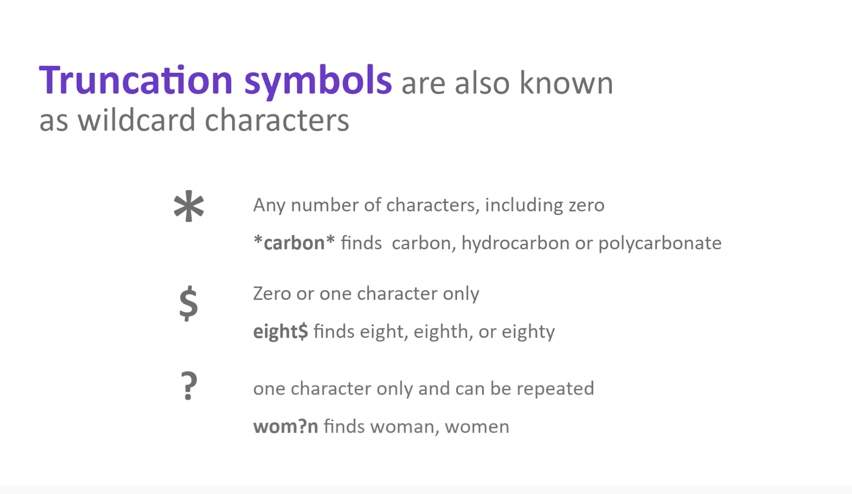 Truncation symbols are also known
as wildcard characters
* Any number of characters, including zero
*carbon* finds carbon, hydrocarbon or polycarbonate
$ Zero or one character only
eight$ finds eight, eighth, or eighty
? one character only and can be repeated
wom?n finds woman, women